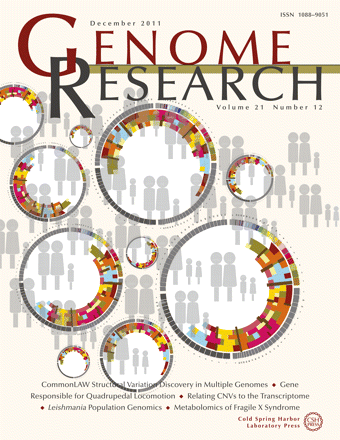 ISSN 1088–9051
December 2011
GENOME
RESEARCH
Volume 21 Number 12
CommonLAW Structural Variation Discovery in Multiple Genomes ◆ Gene
Responsible for Quadrupedal Locomotion ◆ Relating CNVs to the Transcriptome
◆ Leishmania Population Genomics ◆ Metabolomics of Fragile X Syndrome
Cold Spring Harbor
Laboratory Press
CSH
PRESS